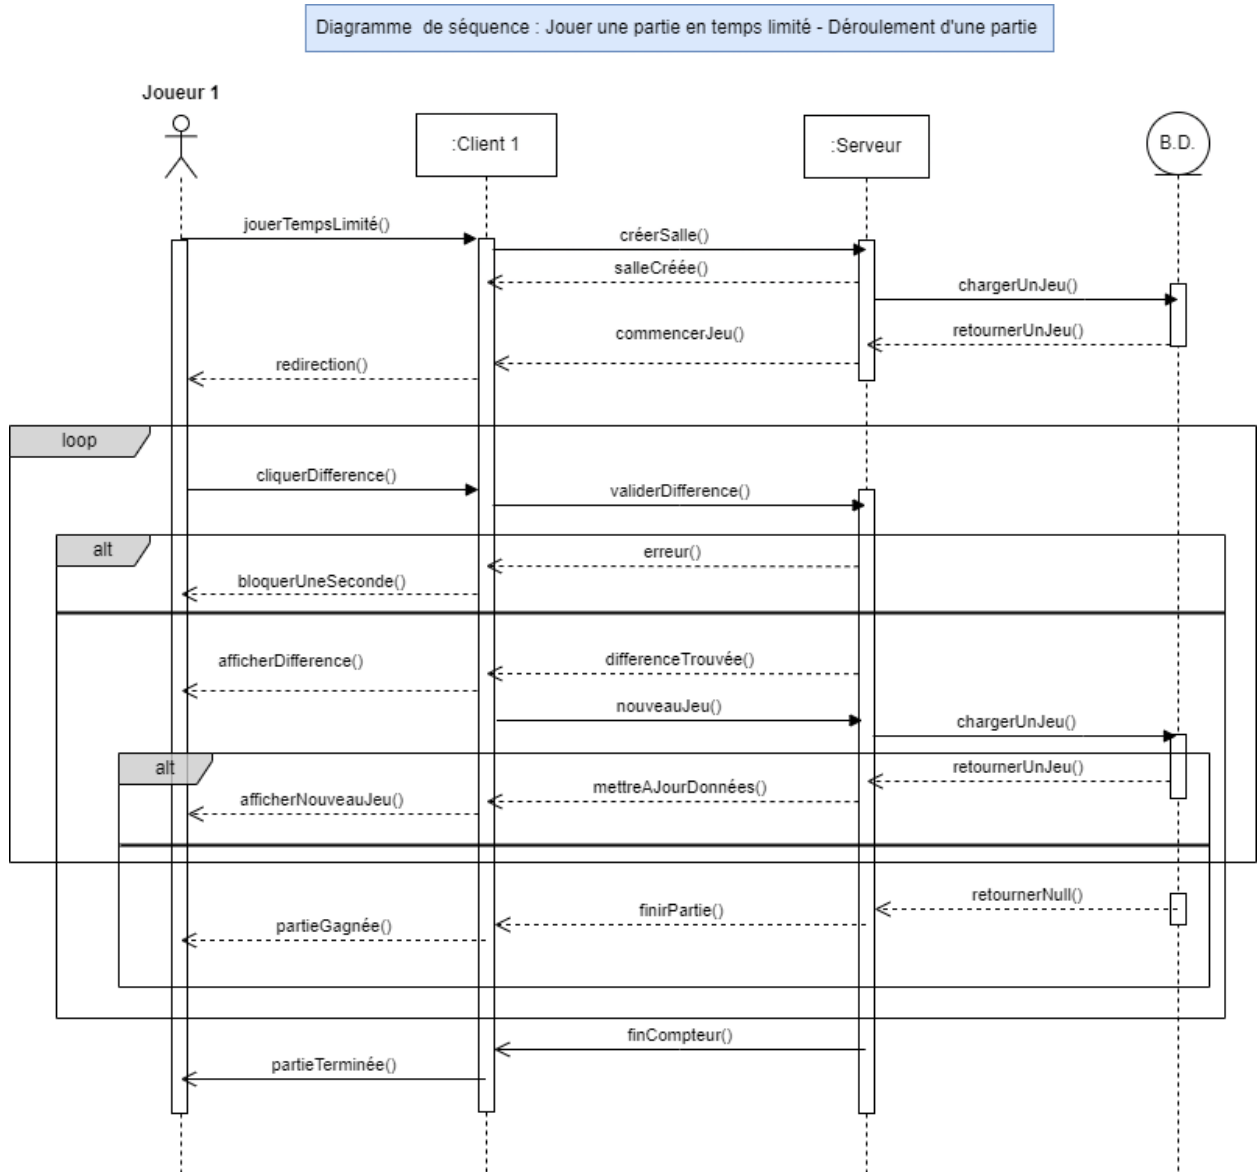 Diagramme de séquence : Jouer une partie en temps limité - Déroulement d'une partie
Joueur 1
:Client 1
:Serveur
B.D.
jouerTempsLimité()
créerSalle()
salleCréée()
chargerUnJeu()
retournerUnJeu()
commencerJeu()
redirection()
loop
cliquerDifference()
validerDifference()
alt
erreur()
bloquerUneSeconde()
differenceTrouvée()
afficherDifference()
nouveauJeu()
chargerUnJeu()
alt
retournerUnJeu()
mettreAJourDonnées()
afficherNouveauJeu()
retournerNull()
finirPartie()
partieGagnée()
finCompteur()
partieTerminée()